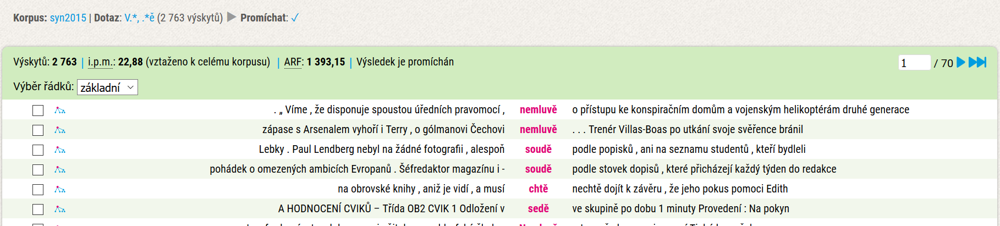 Korpus: syn2015 | Dotaz: V.*, .*ě (2 763 výskytů) ▶ Promíchat: ✓
Výskytů: 2 763 | i.p.m.: 22,88 (vztaženo k celému korpusu) | ARF: 1 393,15 | Výsledek je promíchán 1 / 70
Výběr řádků: základní
. „ Víme , že disponuje spoustou úředních pravomocí , nemluvě o přístupu ke konspiračním domům a vojenským helikoptérám druhé generace
zápase s Arsenalem vyhoří i Terry , o gólmanovi Čechovi nemluvě . . . Trenér Villas-Boas po utkání svoje svěřence bránil
Lebky . Paul Lendberg nebyl na žádné fotografii , alespoň soudě podle popisků , ani na seznamu studentů , kteří bydleli
pohádek o omezených ambicích Evropanů . Šéfredaktor magazínu i - soudě podle stovek dopisů , které přicházejí každý týden do redakce
na obrovské knihy , aniž je vidí , a musí chtě nechtě dojít k závěru , že jeho pokus pomoci Edith
A HODNOCENÍ CVIKŮ – Třída OB2 CVIK 1 Odložení v sedě ve skupině po dobu 1 minuty Provedení : Na pokyn